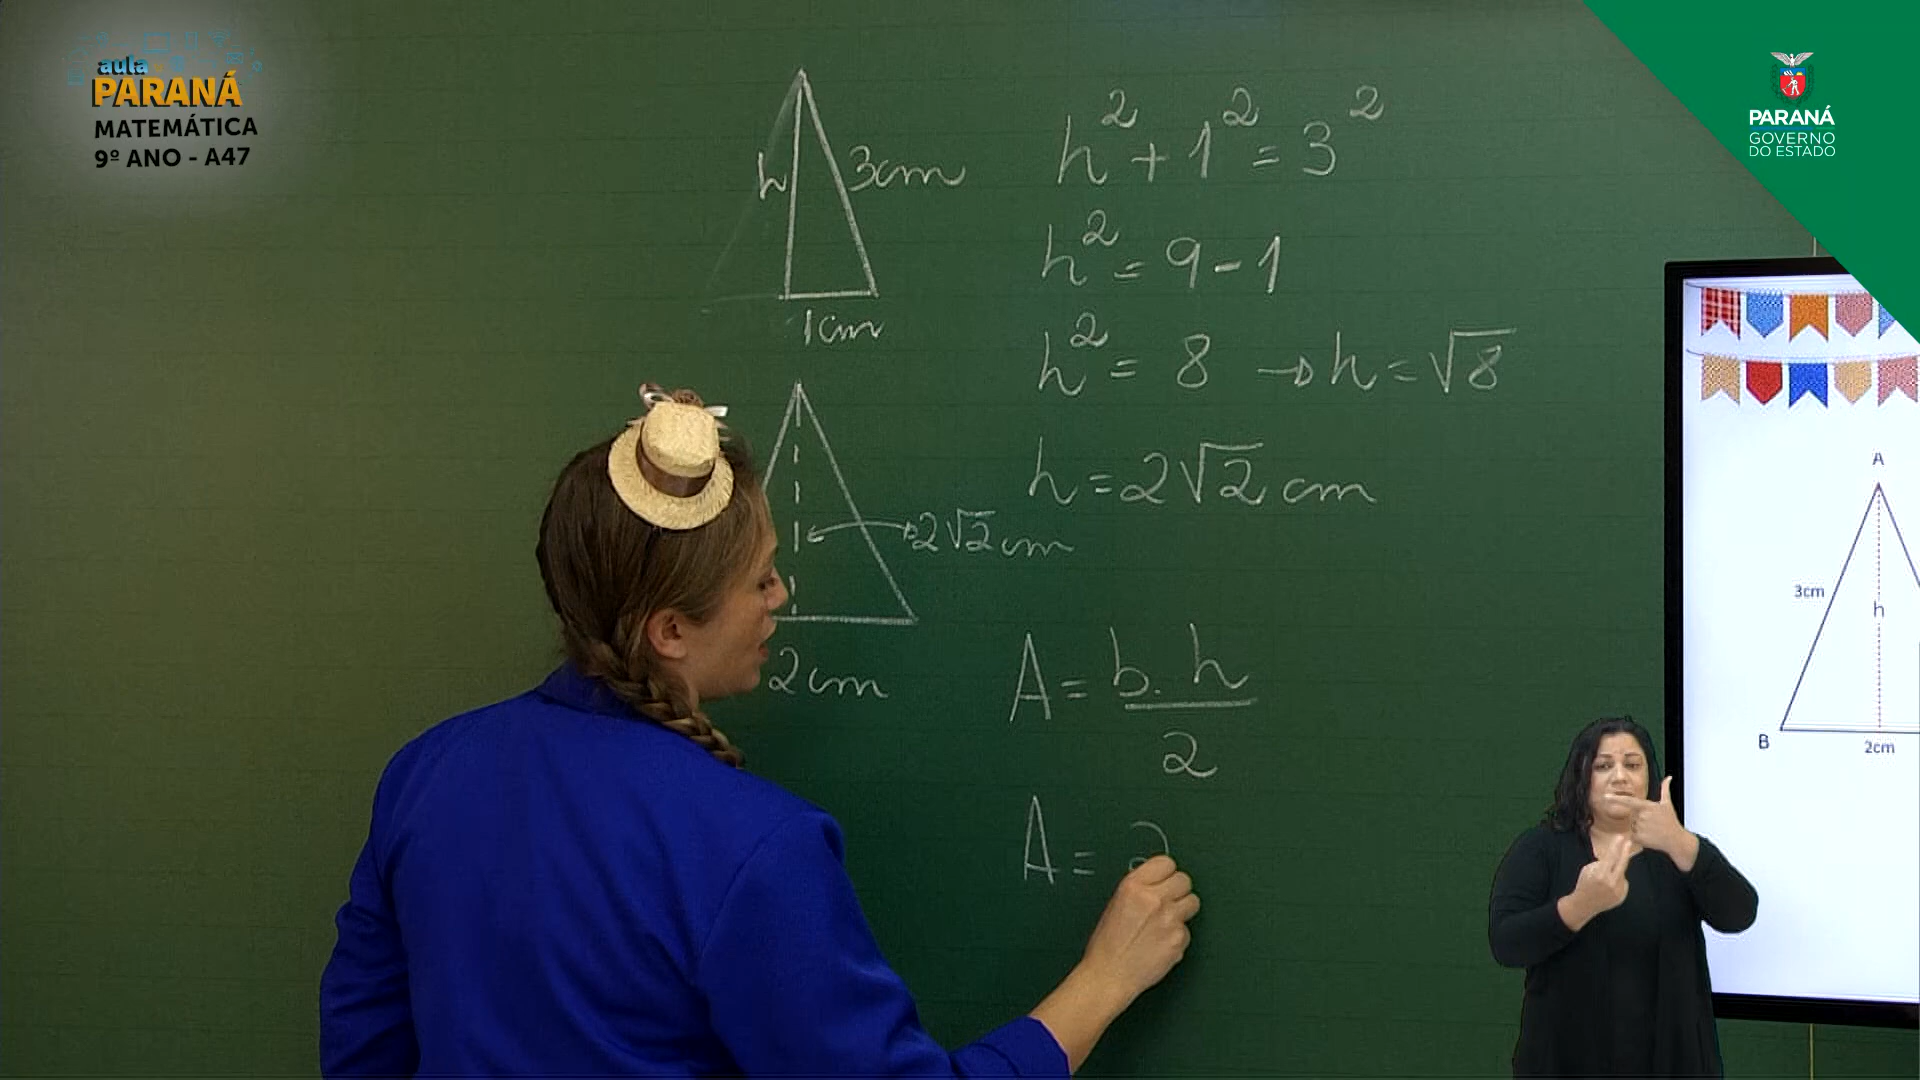 aula
PARANÁ
MATEMÁTICA
9º ANO - A47
PARANÁ
GOVERNO
DO ESTADO
h
3cm
1cm
2√2 cm
2cm
h² + 1² = 3²
h² = 9 - 1
h² = 8 → h = √8
h = 2√2 cm
A = b. h
2
A = 2
A
3cm
h
B
2cm